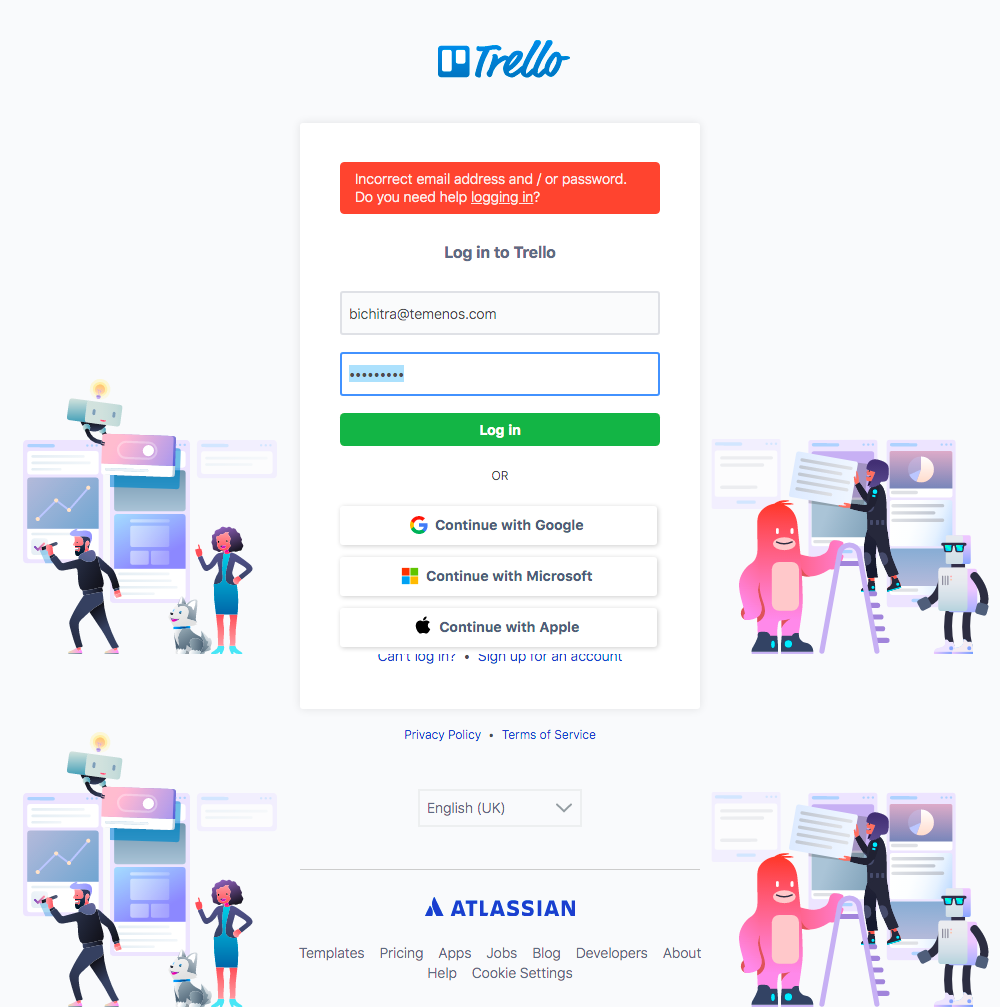 Trello
Incorrect email address and / or password.
Do you need help logging in?
Log in to Trello
bichitra@temenos.com
•••••••••
Log in
OR
Continue with Google
Continue with Microsoft
Continue with Apple
Can't log in? • Sign up for an account
Privacy Policy • Terms of Service
English (UK)
ATLASSIAN
Templates Pricing Apps Jobs Blog Developers About
Help Cookie Settings